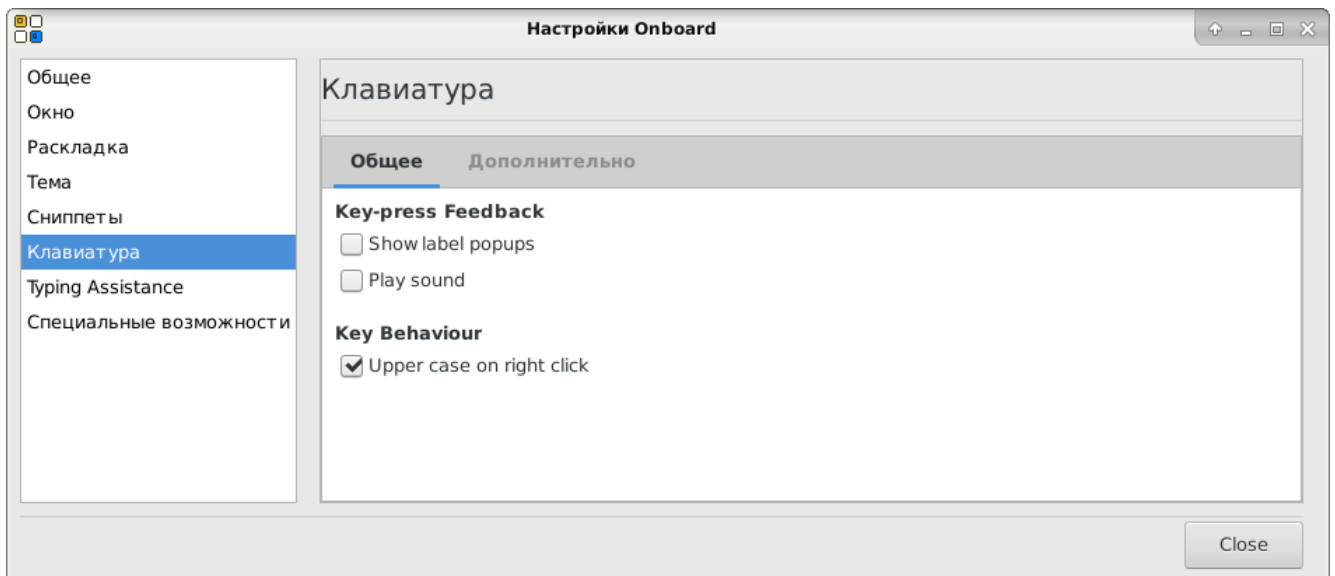 Настройки Onboard
Общее
Окно
Раскладка
Тема
Сниппеты
Клавиатура
Typing Assistance
Специальные возможности
Клавиатура
Общее Дополнительно
Key-press Feedback
Show label popups
Play sound
Key Behaviour
Upper case on right click
Close